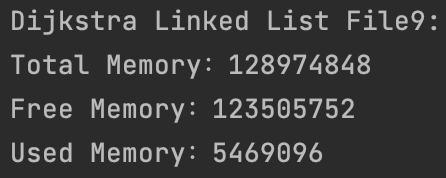 Dijkstra Linked List File9:
Total Memory: 128974848
Free Memory: 123505752
Used Memory: 5469096